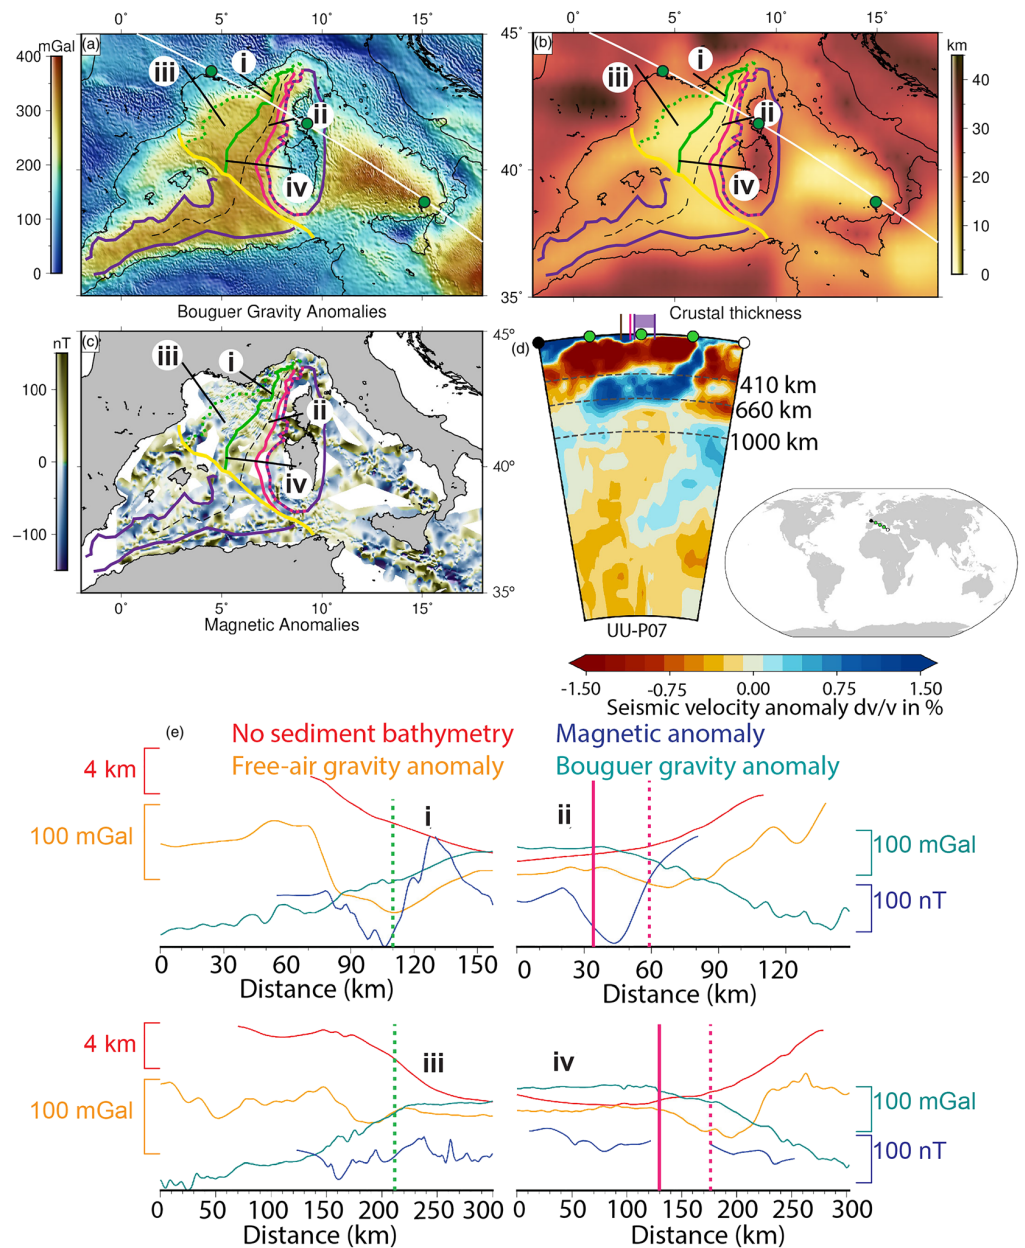 0° 5° 10° 15°
45°
0° 5° 10° 15°
mGal
(a)
i
iii
ii
iv
400
300
200
100
0
40°
35°
0° 5° 10° 15°
Bouguer Gravity Anomalies
(b)
i
iii
ii
iv
km
40
30
20
10
0
Crustal thickness
nT
(c)
iii
i
ii
iv
100
0
−100
45°
40°
35°
0° 5° 10° 15°
Magnetic Anomalies
(d)
410 km
660 km
1000 km
UU-P07
-1.50 -0.75 0.00 0.75 1.50
Seismic velocity anomaly dv/v in %
(e)
No sediment bathymetry
Magnetic anomaly
Free-air gravity anomaly
Bouguer gravity anomaly
4 km
100 mGal
i
ii
100 mGal
100 nT
0 30 60 90 120 150
Distance (km)
0 30 60 90 120
Distance (km)
4 km
100 mGal
iii
iv
100 mGal
100 nT
0 50 100 150 200 250 300
Distance (km)
0 50 100 150 200 250 300
Distance (km)